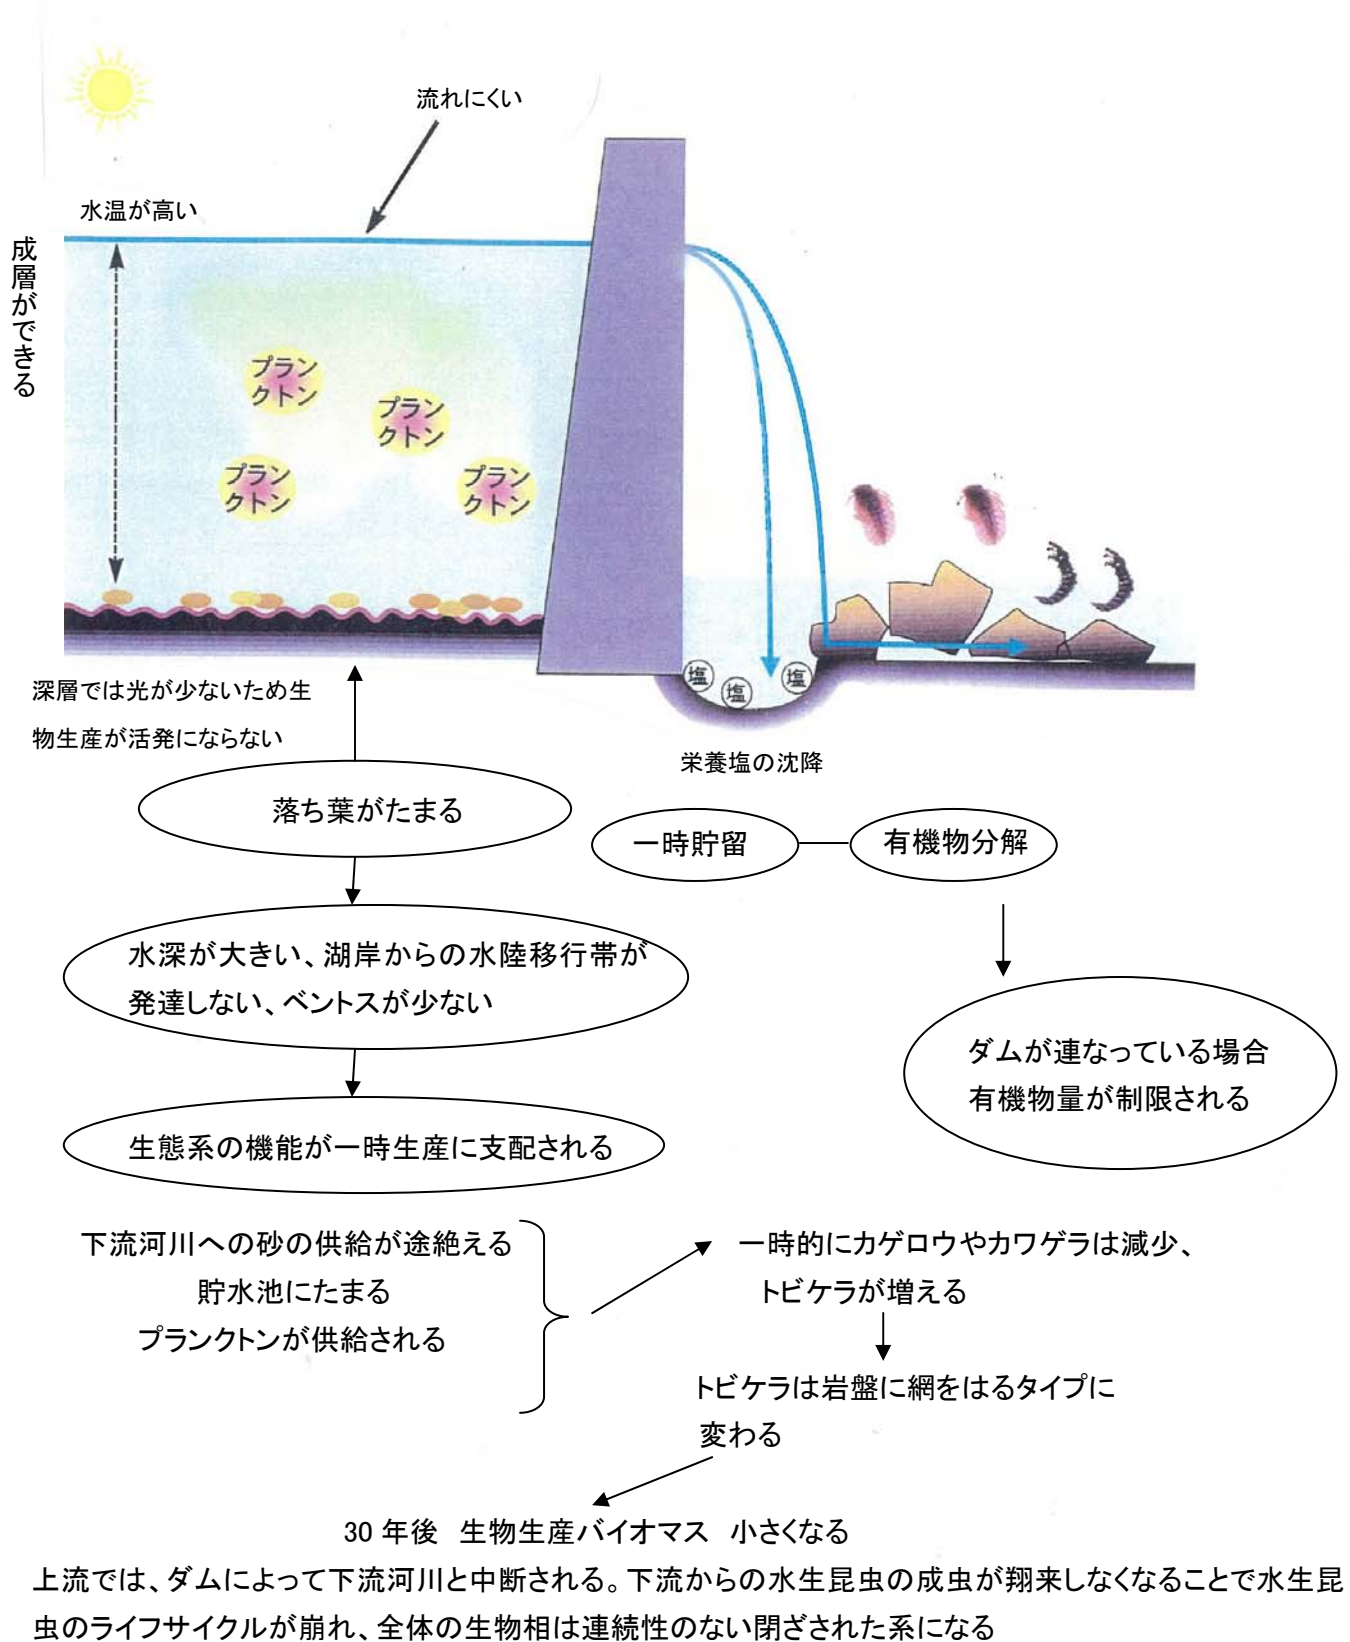 流れにくい
水温が高い
成層ができる
プラン
クトン
プラン
クトン
プラン
クトン
プラン
クトン
塩
塩
塩
深層では光が少ないため生
物生産が活発にならない
栄養塩の沈降
落ち葉がたまる
一時貯留
有機物分解
水深が大きい、湖岸からの水陸移行帯が
発達しない、ベントスが少ない
ダムが連なっている場合
有機物量が制限される
生態系の機能が一時生産に支配される
下流河川への砂の供給が途絶える
貯水池にたまる
プランクトンが供給される
一時的にカゲロウやカワゲラは減少、
トビケラが増える
トビケラは岩盤に網をはるタイプに
変わる
30 年後 生物生産バイオマス 小さくなる
上流では、ダムによって下流河川と中断される。下流からの水生昆虫の成虫が翔来しなくなることで水生昆
虫のライフサイクルが崩れ、全体の生物相は連続性のない閉ざされた系になる